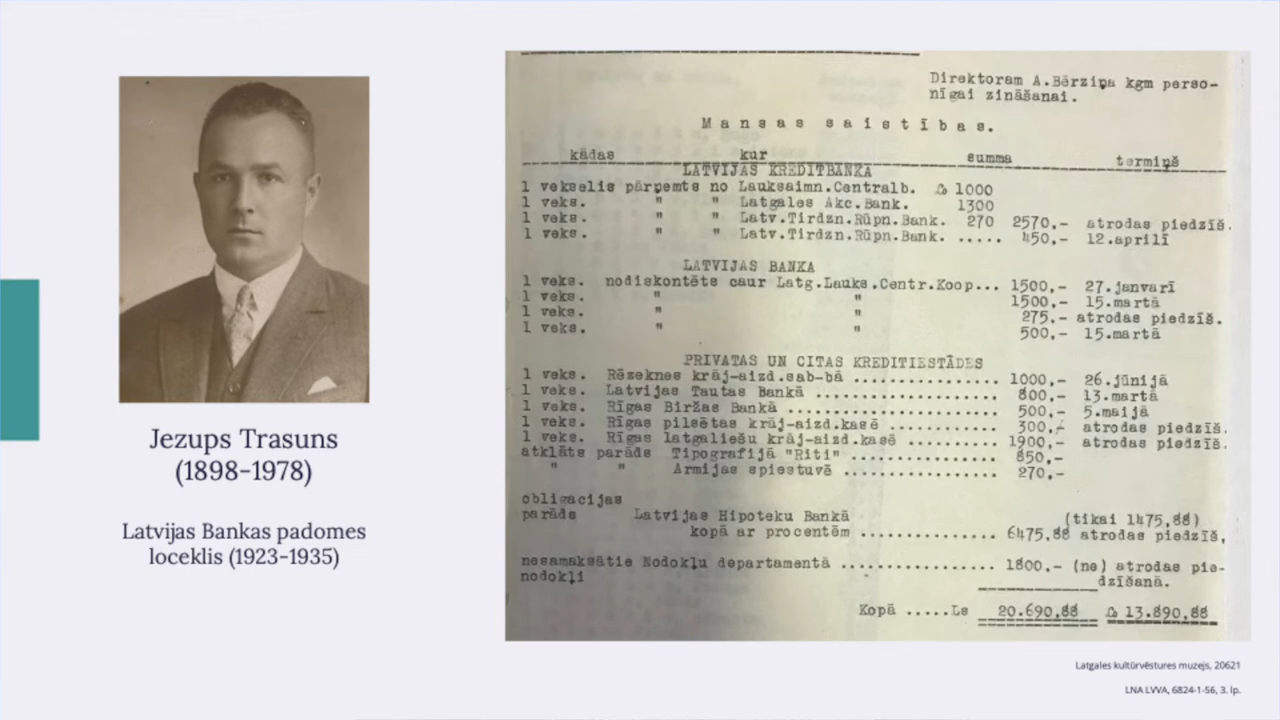 Jezups Trasuns
(1898–1978)
Latvijas Bankas padomes
loceklis (1923–1935)
Direktoram A.Bērziņa kgm perso-
nīgai zināšanai.
Mansas saistības.
kādas kur summa termiņš
LATVIJAS KREDITBANKA
1 vekselis pārņemts no Lauksaimn.Centralb. Ls 1000
1 veks. " " Latgales Akc.Bank. 1300
1 veks. " " Latv.Tirdzn.Rūpn.Bank. 270 2570,- atrodas piedzīš.
1 veks. " " Latv.Tirdzn.Rūpn.Bank. ..... 450,- 12.aprilī
LATVIJAS BANKA
1 veks. nodiskontēts caur Latg.Lauks.Centr.Koop... 1500,- 27.janvarī
1 veks. " " 1500,- 15.martā
1 veks. " " 275,- atrodas piedzīš.
1 veks. " " 500,- 15.martā
PRIVATAS UN CITAS KREDITIESTĀDES
1 veks. Rēzeknes krāj-aizd.sab-bā ................ 1000,- 26.jūnijā
1 veks. Latvijas Tautas Bankā .................... 800,- 13.martā
1 veks. Rīgas Biržas Bankā ....................... 500,- 5.maijā
1 veks. Rīgas pilsētas krāj-aizd.kasē ............ 300,- atrodas piedzīš.
1 veks. Rīgas latgaliešu krāj-aizd.kasē .......... 1900,- atrodas piedzīš.
atklāts parāds Tipografijā "Riti" ................ 850,-
" " Armijas spiestuvē .................. 270,-
obligacijas
parāds Latvijas Hipoteku Bankā (tikai 1475,88)
kopā ar procentēm ............... 6475,88 atrodas piedzīš,
nesamaksātie Nodokļu departamentā ................. 1800,- (ne) atrodas pie-
nodokļi dzīšanā.
Kopā .....Ls 20.690,88 Ls 13.890,88
Latgales kultūrvēstures muzejs, 20621
LNA LVVA, 6824-1-56, 3. lp.